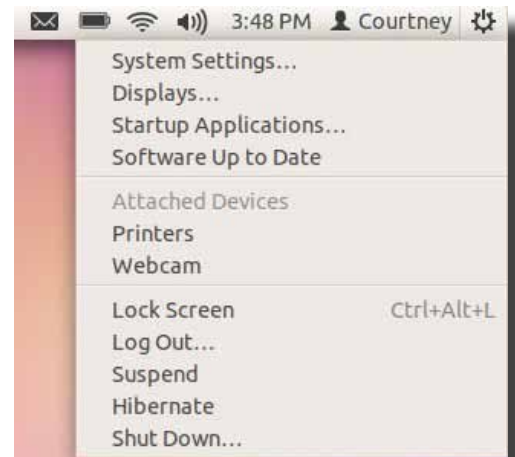 3:48 PM Courtney
System Settings...
Displays...
Startup Applications...
Software Up to Date
Attached Devices
Printers
Webcam
Lock Screen Ctrl+Alt+L
Log Out...
Suspend
Hibernate
Shut Down...